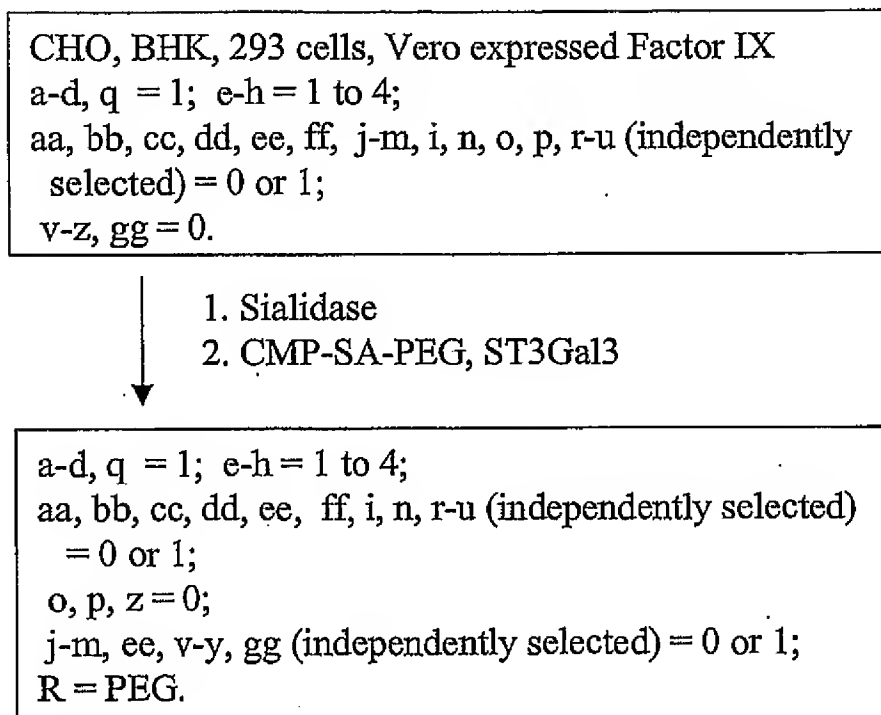 CHO, BHK, 293 cells, Vero expressed Factor IX
a-d, q = 1; e-h = 1 to 4;
aa, bb, cc, dd, ee, ff, j-m, i, n, o, p, r-u (independently
selected) = 0 or 1;
v-z, gg = 0.
1. Sialidase
2. CMP-SA-PEG, ST3Gal3
a-d, q = 1; e-h = 1 to 4;
aa, bb, cc, dd, ee, ff, i, n, r-u (independently selected)
= 0 or 1;
o, p, z = 0;
j-m, ee, v-y, gg (independently selected) = 0 or 1;
R = PEG.